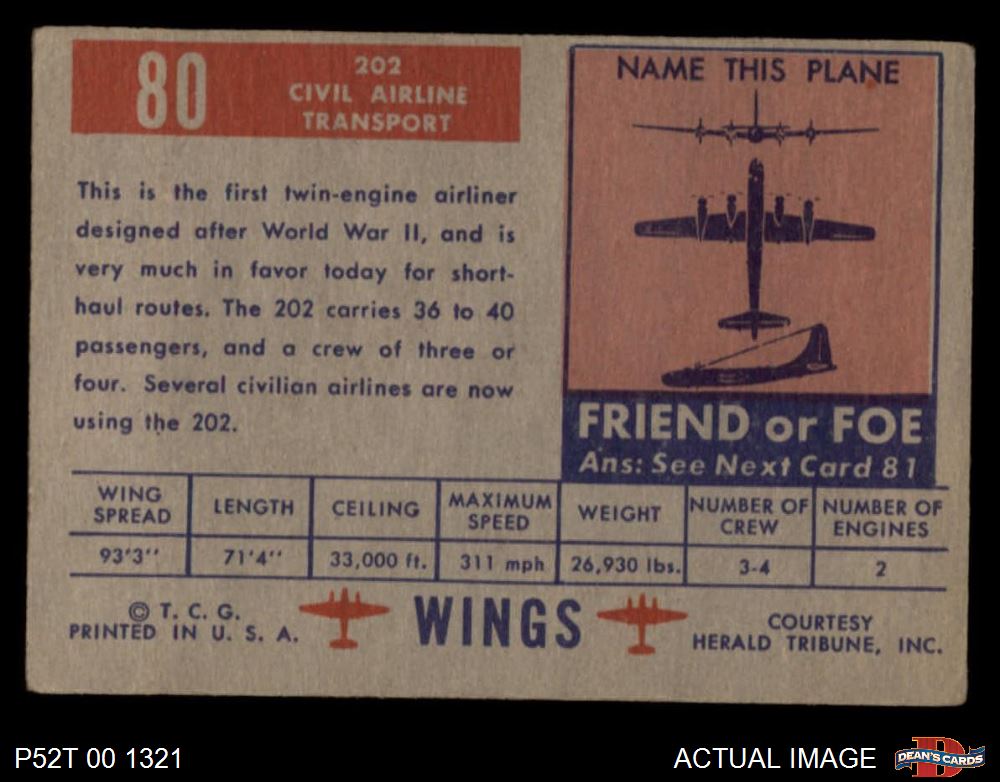 80
202
CIVIL AIRLINE
TRANSPORT
This is the first twin-engine airliner
designed after World War II, and is
very much in favor today for short-
haul routes. The 202 carries 36 to 40
passengers, and a crew of three or
four. Several civilian airlines are now
using the 202.
NAME THIS PLANE
FRIEND or FOE
Ans: See Next Card 81
WING SPREAD LENGTH CEILING MAXIMUM SPEED WEIGHT NUMBER OF CREW NUMBER OF ENGINES
93'3'' 71'4'' 33,000 ft. 311 mph 26,930 lbs. 3-4 2
© T. C. G.
PRINTED IN U. S. A.
WINGS
COURTESY
HERALD TRIBUNE, INC.
P52T 00 1321
ACTUAL IMAGE
D
DEAN'S CARDS